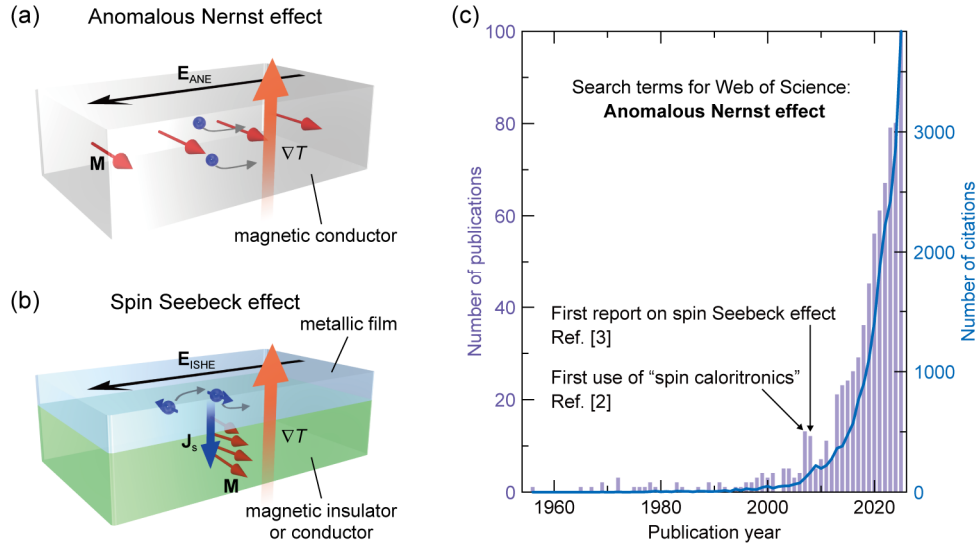 (a)
Anomalous Nernst effect
E_ANE
M
∇T
magnetic conductor
(b)
Spin Seebeck effect
metallic film
E_ISHE
J_s
∇T
M
magnetic insulator
or conductor
(c)
100
80
60
40
20
0
Number of publications
Search terms for Web of Science:
Anomalous Nernst effect
First report on spin Seebeck effect
Ref. [3]
First use of “spin caloritronics”
Ref. [2]
3000
2000
1000
0
Number of citations
1960
1980
2000
2020
Publication year